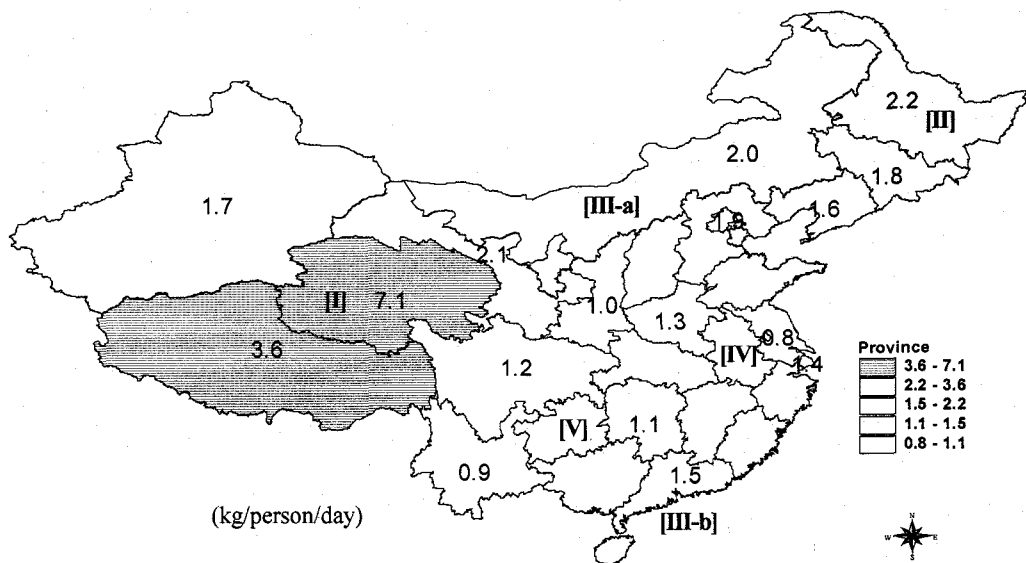 2.2
[II]
2.0
1.8
1.7
[III-a]
1.9
1.6
2.1
[I]
7.1
1.0
1.3
0.8
[IV]
3.6
1.2
1.4
[V]
1.1
0.9
1.5
(kg/person/day)
[III-b]
Province
3.6 - 7.1
2.2 - 3.6
1.5 - 2.2
1.1 - 1.5
0.8 - 1.1
N
W
E
S